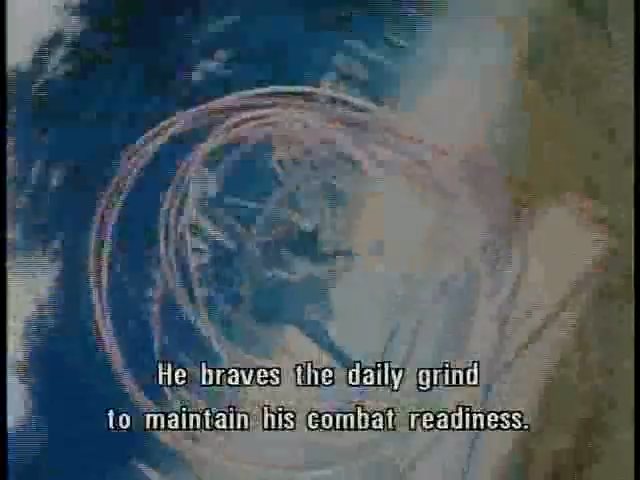 He braves the daily grind
to maintain his combat readiness.